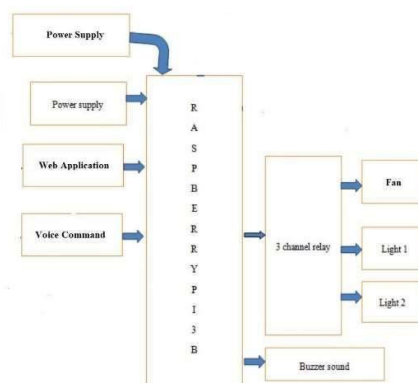 Power Supply
Power supply
Web Application
Voice Command
R
A
S
P
B
E
R
R
Y
P
I
3
B
3 channel relay
Fan
Light 1
Light 2
Buzzer sound